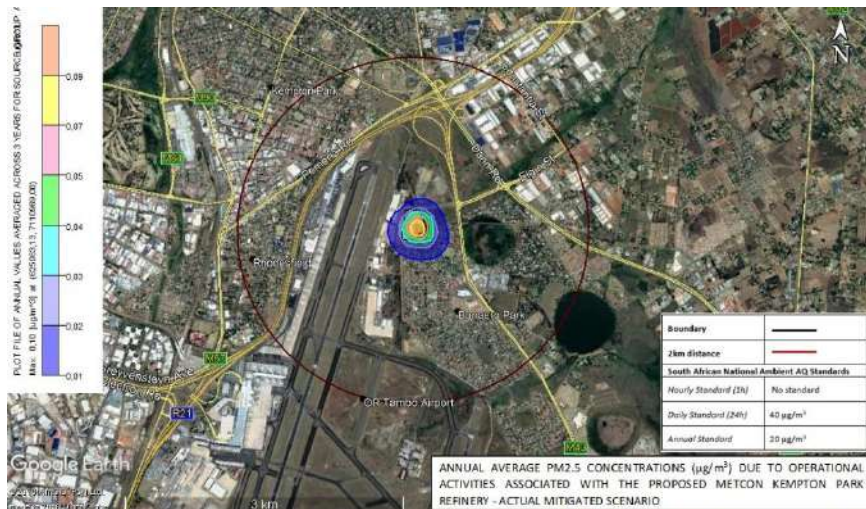 PLOT FILE OF ANNUAL VALUES AVERAGED ACROSS 3 YEARS FOR SOURCE
Max: 0,10 [ug/m^3] at (625063,13, 7110969,00)
0,09
0,07
0,05
0,04
0,03
0,02
0,01
N
Kempton Park
Rhodesfield
Bonaero Park
OR Tambo Airport
R21
Google Earth
3 km
Boundary
2km distance
South African National Ambient AQ Standards
Hourly Standard (1h) No standard
Daily Standard (24h) 40 µg/m³
Annual Standard 20 µg/m³
ANNUAL AVERAGE PM2.5 CONCENTRATIONS (µg/m³) DUE TO OPERATIONAL
ACTIVITIES ASSOCIATED WITH THE PROPOSED METCON KEMPTON PARK
REFINERY - ACTUAL MITIGATED SCENARIO